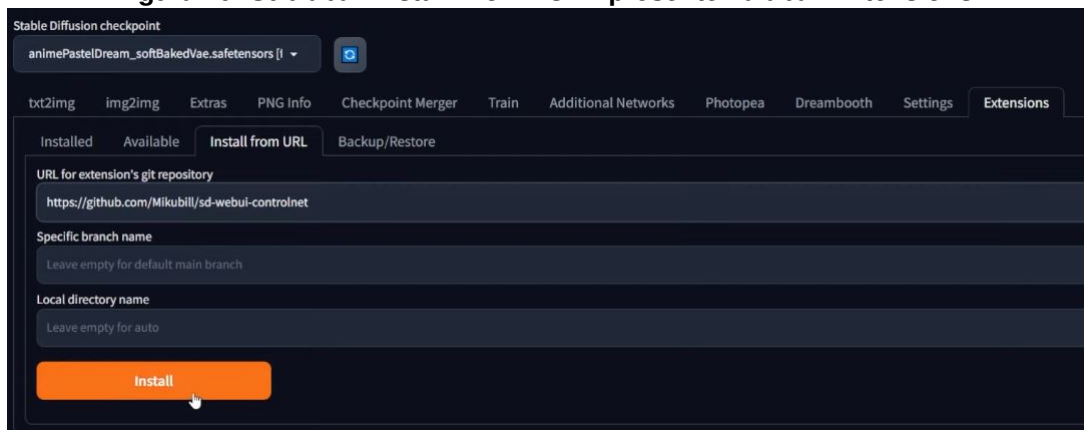 Stable Diffusion checkpoint
animePastelDream_softBakedVae.safetensors [
txt2img img2img Extras PNG Info Checkpoint Merger Train Additional Networks Photopea Dreambooth Settings Extensions
Installed Available Install from URL Backup/Restore
URL for extension's git repository
https://github.com/Mikubill/sd-webui-controlnet
Specific branch name
Leave empty for default main branch
Local directory name
Leave empty for auto
Install